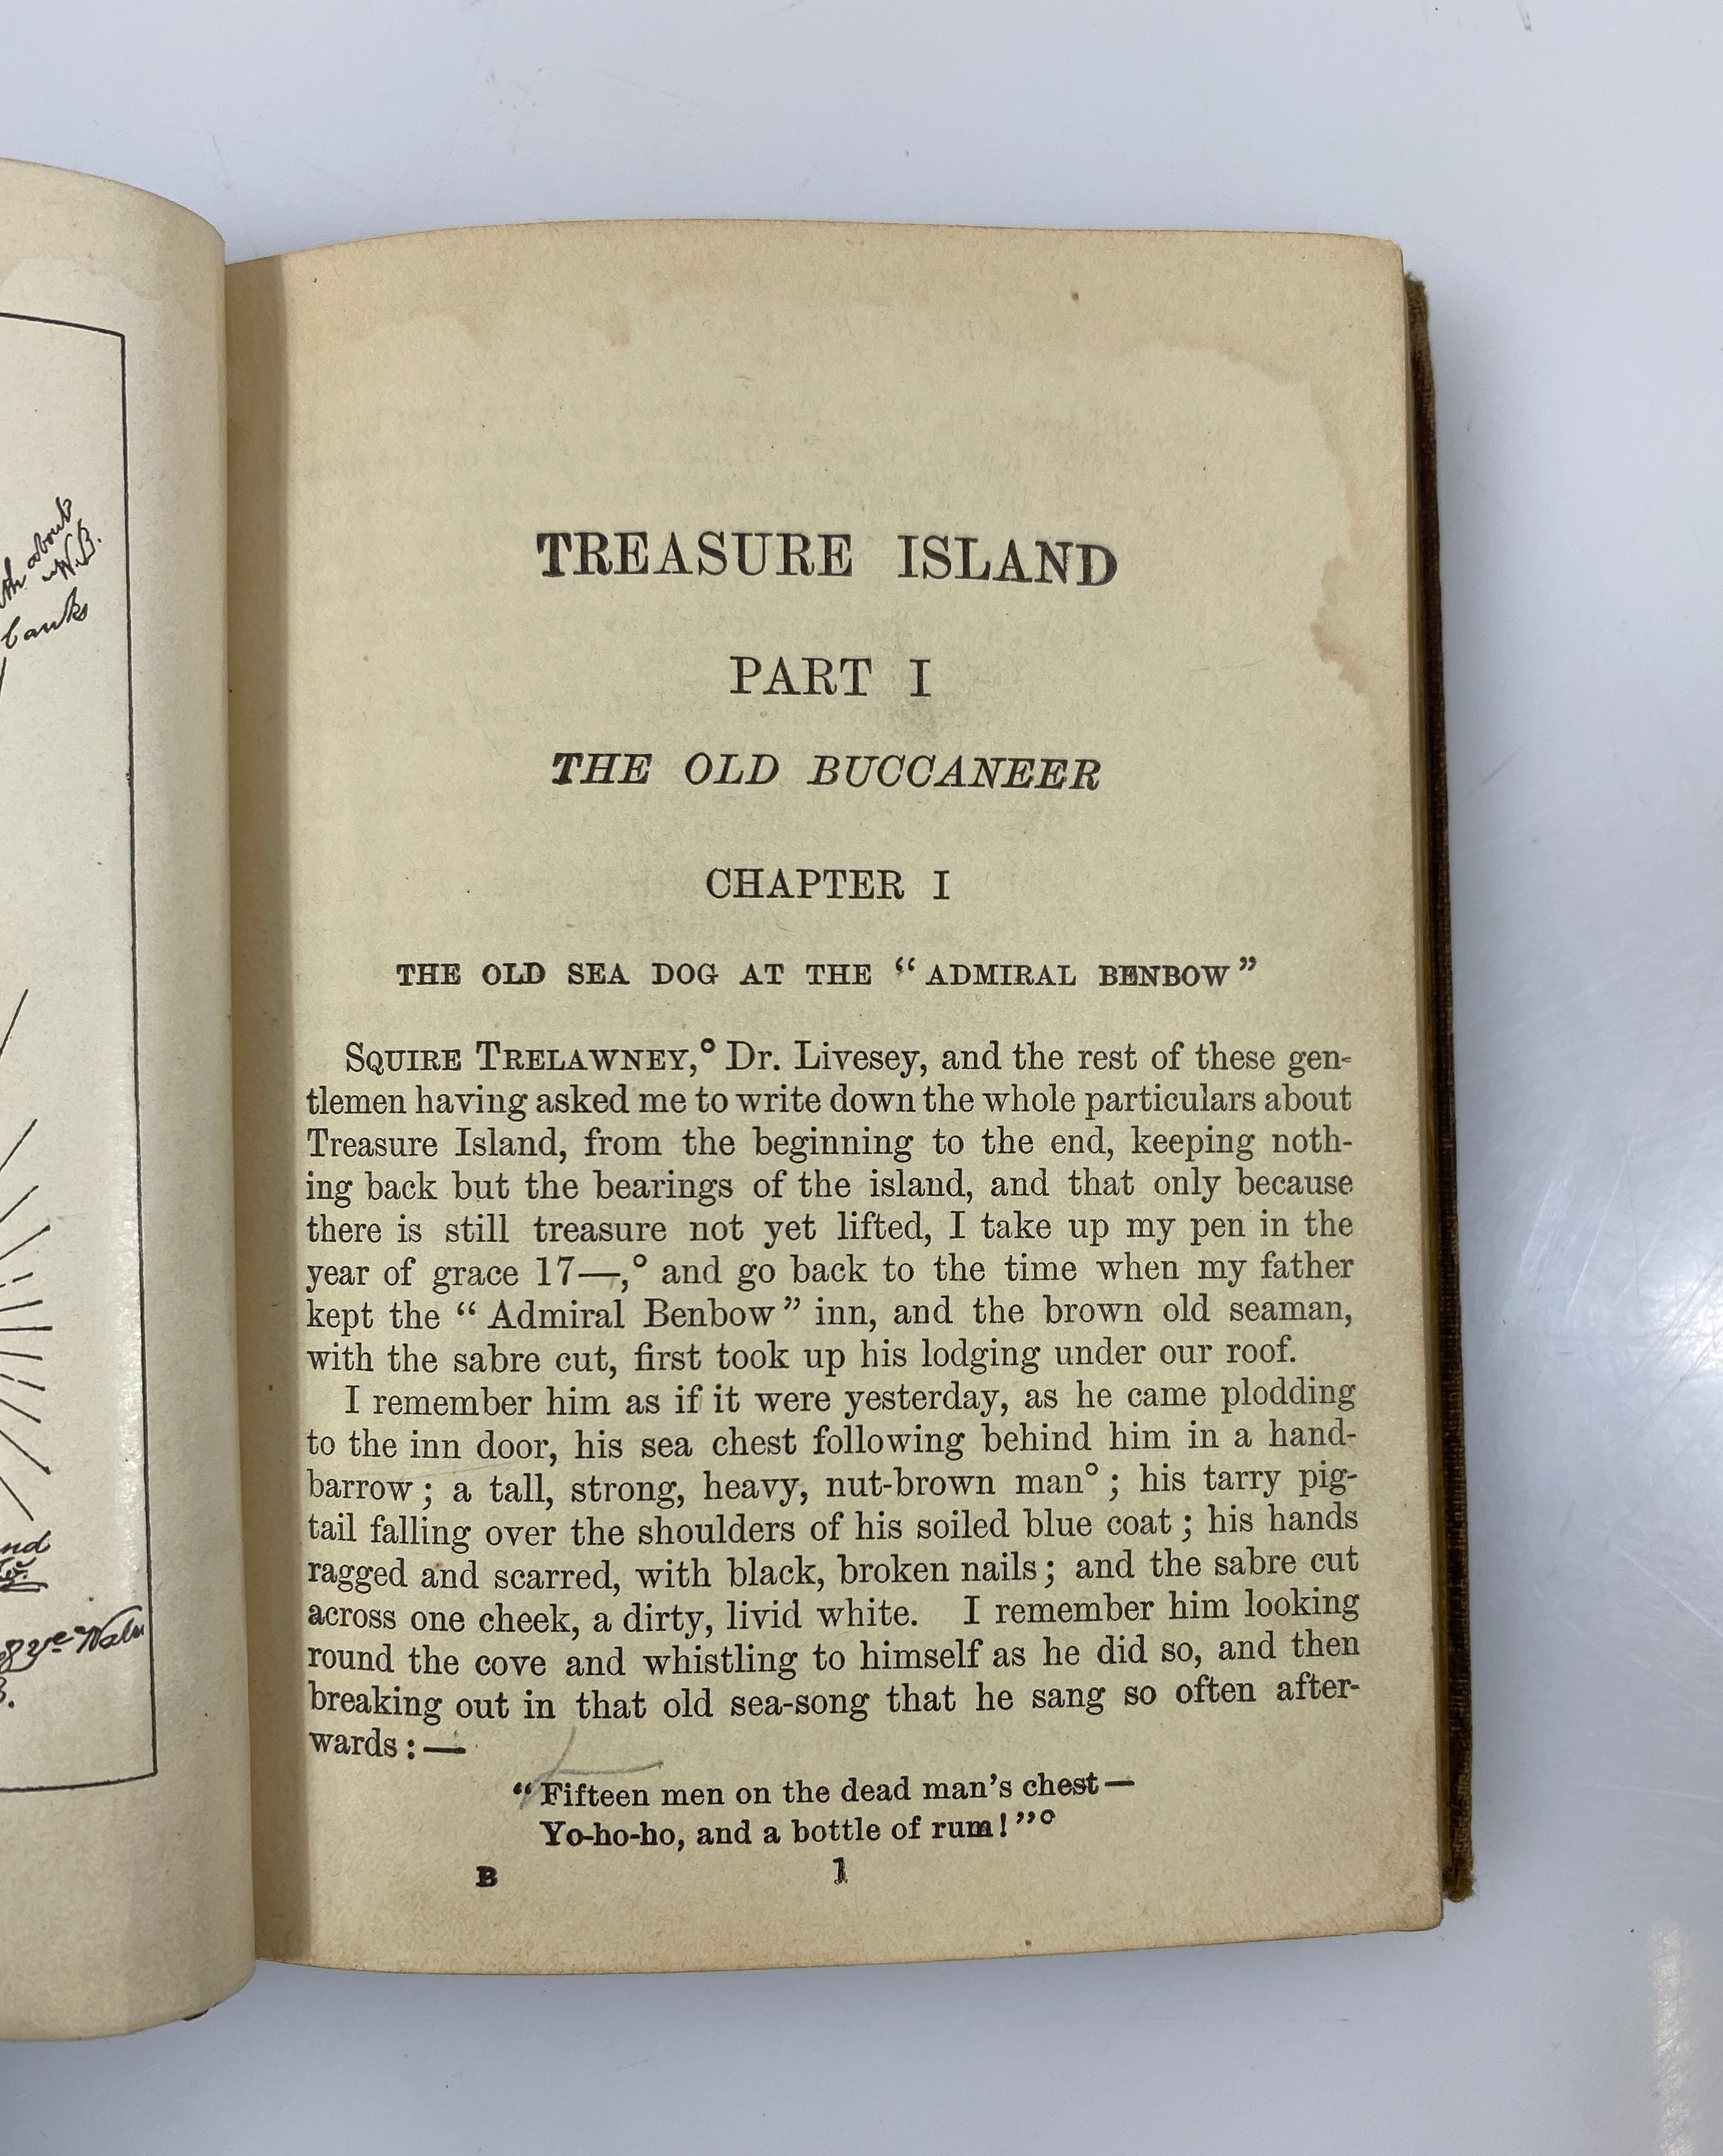 about
N.B.
banks
nd
TREASURE ISLAND
PART I
THE OLD BUCCANEER
CHAPTER I
THE OLD SEA DOG AT THE “ADMIRAL BENBOW”
SQUIRE TRELAWNEY,° Dr. Livesey, and the rest of these gen-
tlemen having asked me to write down the whole particulars about
Treasure Island, from the beginning to the end, keeping noth-
ing back but the bearings of the island, and that only because
there is still treasure not yet lifted, I take up my pen in the
year of grace 17—,° and go back to the time when my father
kept the “Admiral Benbow” inn, and the brown old seaman,
with the sabre cut, first took up his lodging under our roof.
I remember him as if it were yesterday, as he came plodding
to the inn door, his sea chest following behind him in a hand-
barrow; a tall, strong, heavy, nut-brown man°; his tarry pig-
tail falling over the shoulders of his soiled blue coat; his hands
ragged and scarred, with black, broken nails; and the sabre cut
across one cheek, a dirty, livid white. I remember him looking
round the cove and whistling to himself as he did so, and then
breaking out in that old sea-song that he sang so often after-
wards:—
“Fifteen men on the dead man's chest—
Yo-ho-ho, and a bottle of rum!”°
B 1